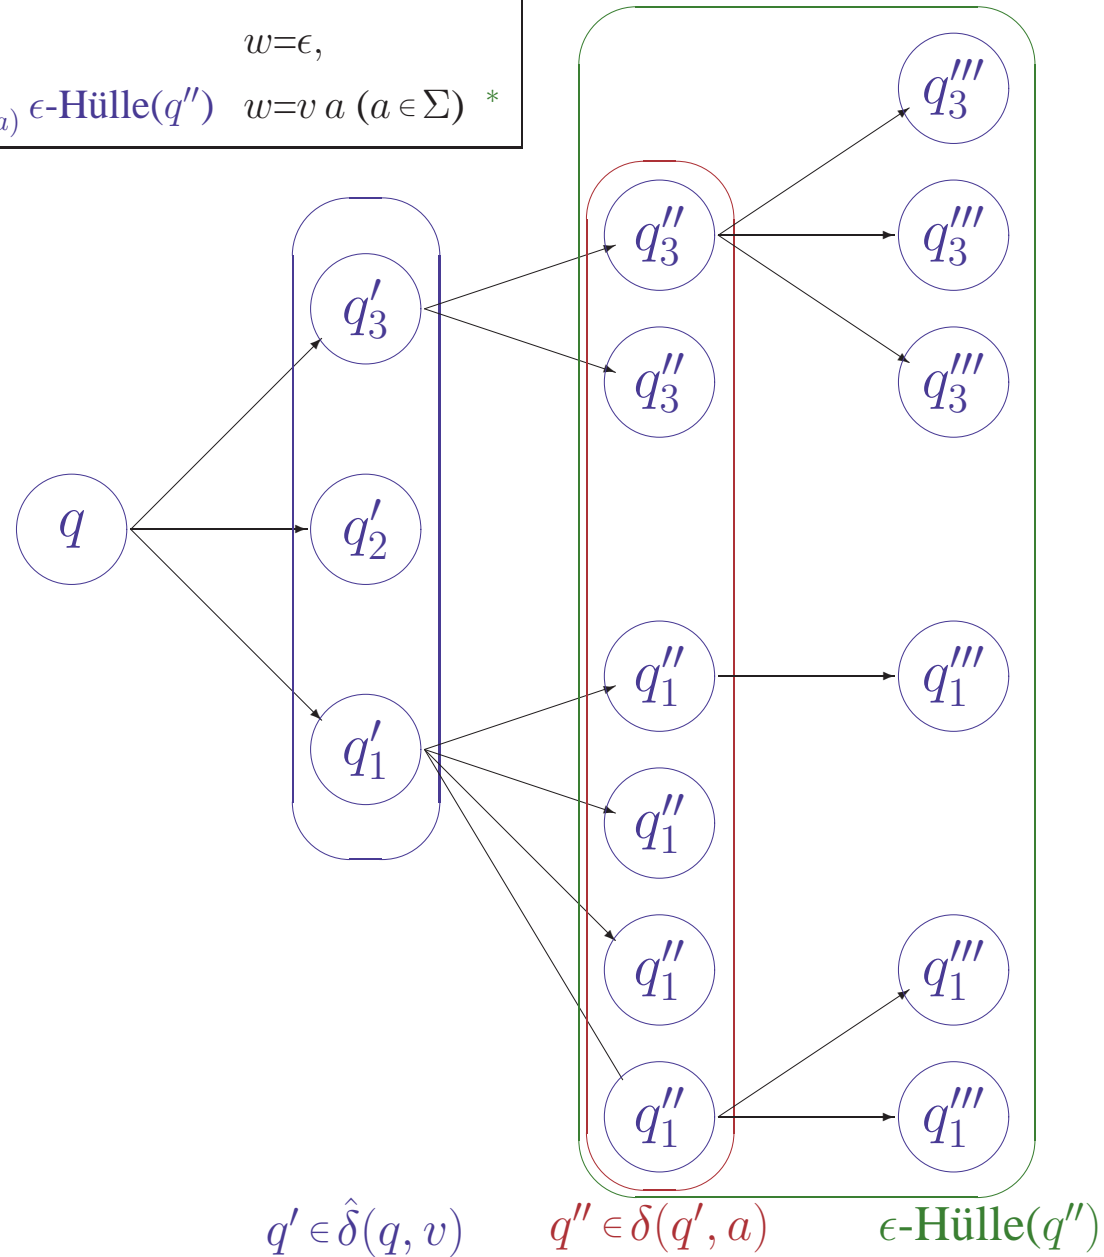 w=ϵ,
a) ϵ-Hülle(q″) w=v a (a ∈ Σ) *
q‴₃
q″₃ q‴₃
q′₃
q″₃ q‴₃
q q′₂
q″₁ q‴₁
q′₁
q″₁
q″₁ q‴₁
q″₁ q‴₁
q′ ∈ δ̂(q, v) q″ ∈ δ(q′, a) ϵ-Hülle(q″)